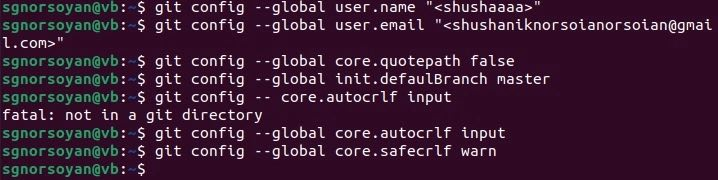 sgnorsoyan@vb:~$ git config --global user.name "<shushaaaa>"
sgnorsoyan@vb:~$ git config --global user.email "<shushaniknorsoianorsoian@gmai
l.com>"
sgnorsoyan@vb:~$ git config --global core.quotepath false
sgnorsoyan@vb:~$ git config --global init.defaulBranch master
sgnorsoyan@vb:~$ git config -- core.autocrlf input
fatal: not in a git directory
sgnorsoyan@vb:~$ git config --global core.autocrlf input
sgnorsoyan@vb:~$ git config --global core.safecrlf warn
sgnorsoyan@vb:~$